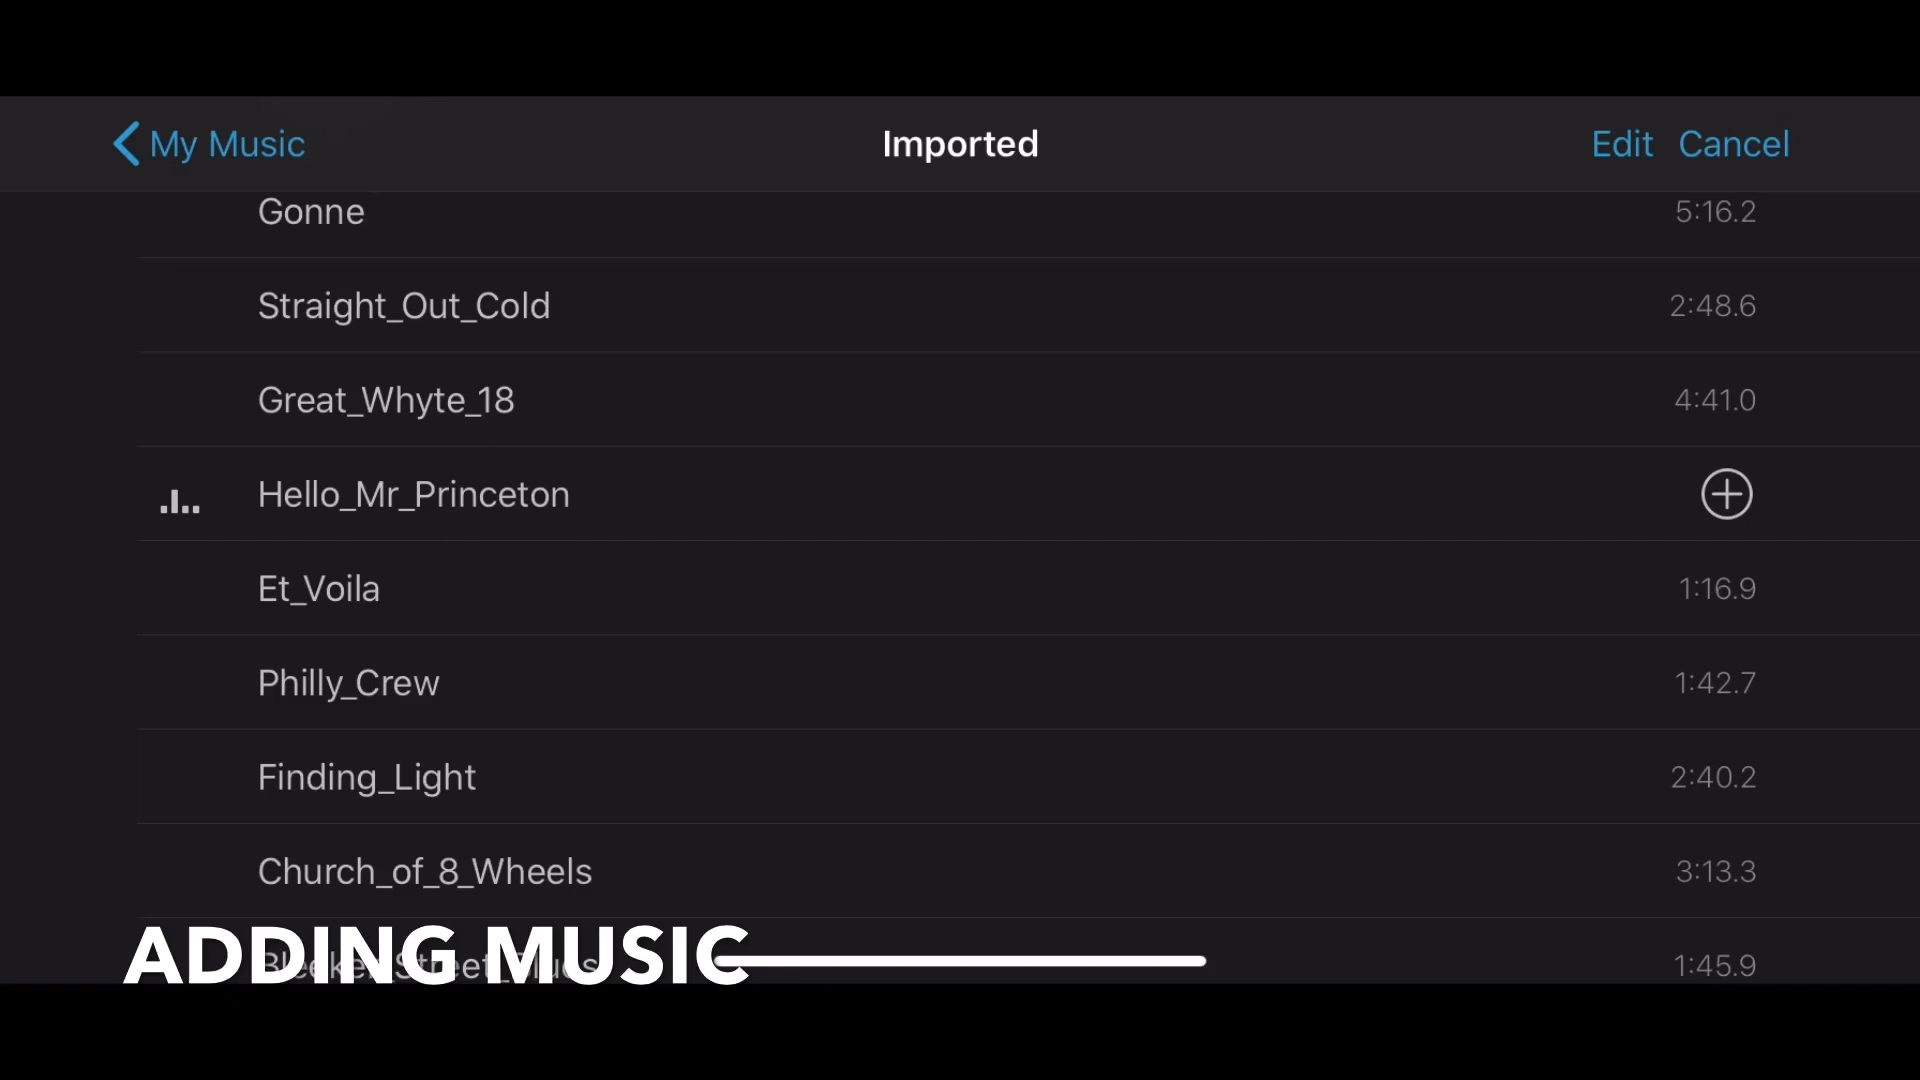 My Music Imported Edit Cancel
Gonne 5:16.2
Straight_Out_Cold 2:48.6
Great_Whyte_18 4:41.0
Hello_Mr_Princeton
Et_Voila 1:16.9
Philly_Crew 1:42.7
Finding_Light 2:40.2
Church_of_8_Wheels 3:13.3
Bleeker_Street_Blues 1:45.9
ADDING MUSIC